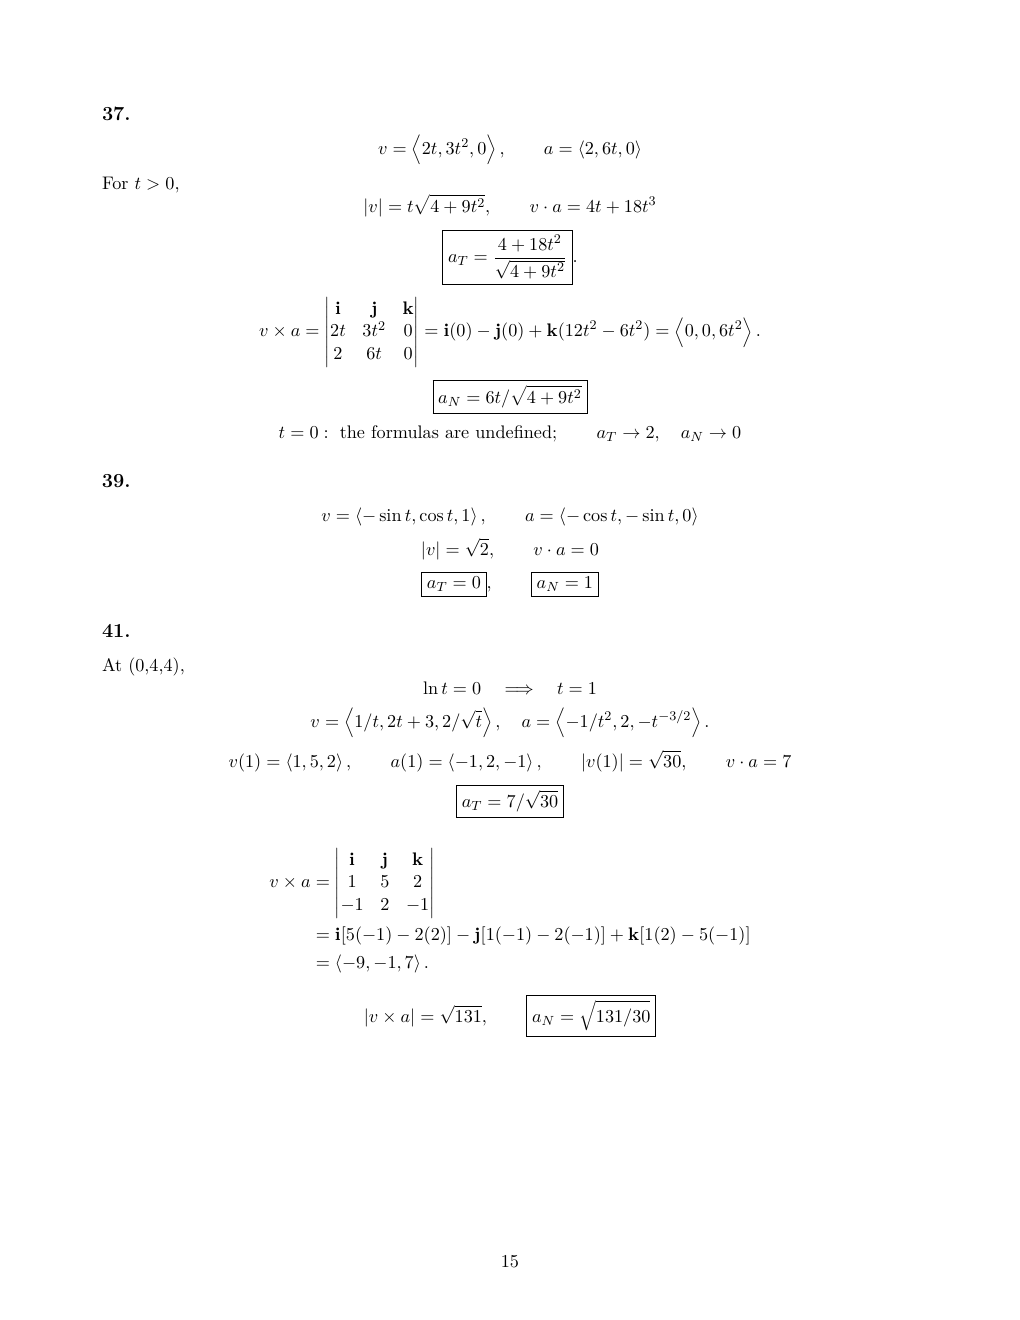 37.
v = ⟨2t, 3t², 0⟩, a = ⟨2, 6t, 0⟩
For t > 0,
|v| = t√(4 + 9t²), v · a = 4t + 18t³
a_T = (4 + 18t²)/√(4 + 9t²).
v × a = |i j k; 2t 3t² 0; 2 6t 0| = i(0) − j(0) + k(12t² − 6t²) = ⟨0, 0, 6t²⟩.
a_N = 6t/√(4 + 9t²)
t = 0 : the formulas are undefined; a_T → 2, a_N → 0
39.
v = ⟨− sin t, cos t, 1⟩, a = ⟨− cos t, − sin t, 0⟩
|v| = √2, v · a = 0
a_T = 0, a_N = 1
41.
At (0,4,4),
ln t = 0 ⟹ t = 1
v = ⟨1/t, 2t + 3, 2/√t⟩, a = ⟨−1/t², 2, −t^(−3/2)⟩.
v(1) = ⟨1, 5, 2⟩, a(1) = ⟨−1, 2, −1⟩, |v(1)| = √30, v · a = 7
a_T = 7/√30
v × a = |i j k; 1 5 2; −1 2 −1|
= i[5(−1) − 2(2)] − j[1(−1) − 2(−1)] + k[1(2) − 5(−1)]
= ⟨−9, −1, 7⟩.
|v × a| = √131, a_N = √(131/30)
15